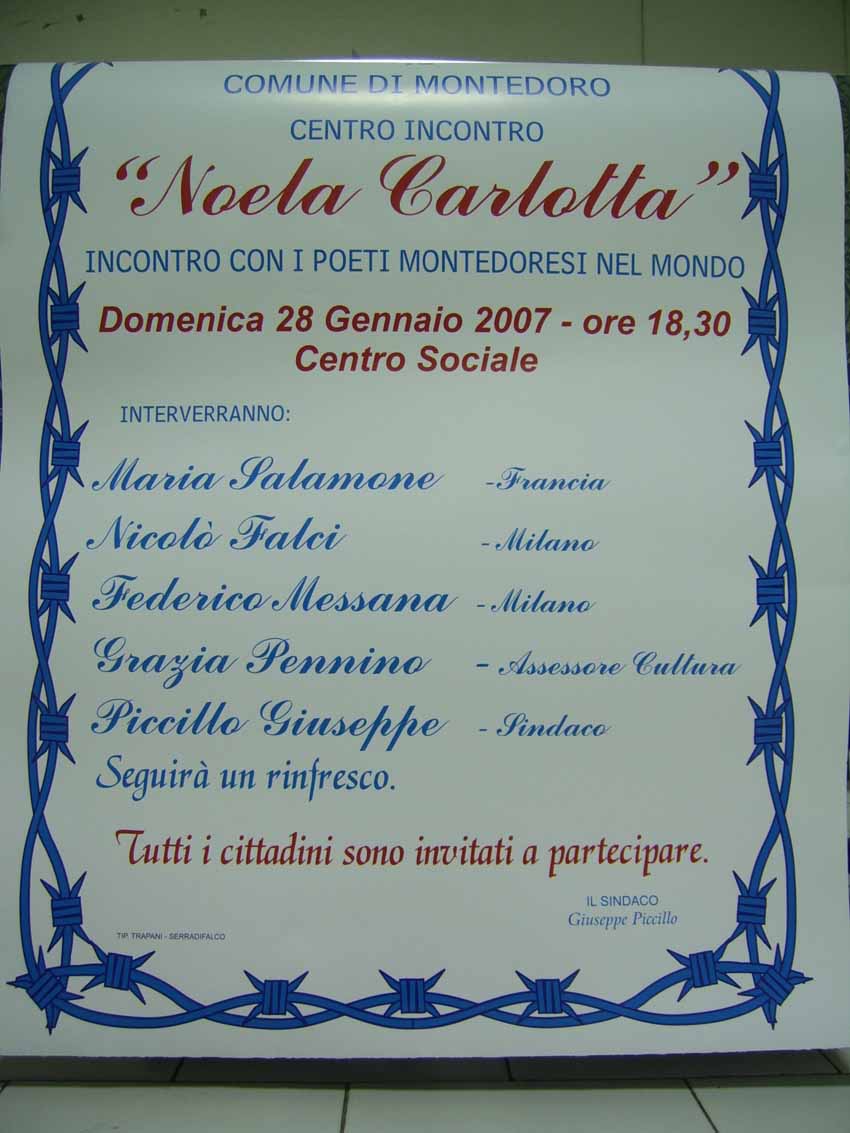 COMUNE DI MONTEDORO
CENTRO INCONTRO
“Noela Carlotta”
INCONTRO CON I POETI MONTEDORESI NEL MONDO
Domenica 28 Gennaio 2007 - ore 18,30
Centro Sociale
INTERVERRANNO:
Maria Salamone -Francia
Nicolò Falci -Milano
Federico Messana -Milano
Grazia Pennino - Assessore Cultura
Piccillo Giuseppe - Sindaco
Seguirà un rinfresco.
Tutti i cittadini sono invitati a partecipare.
IL SINDACO
Giuseppe Piccillo
TIP. TRAPANI - SERRADIFALCO